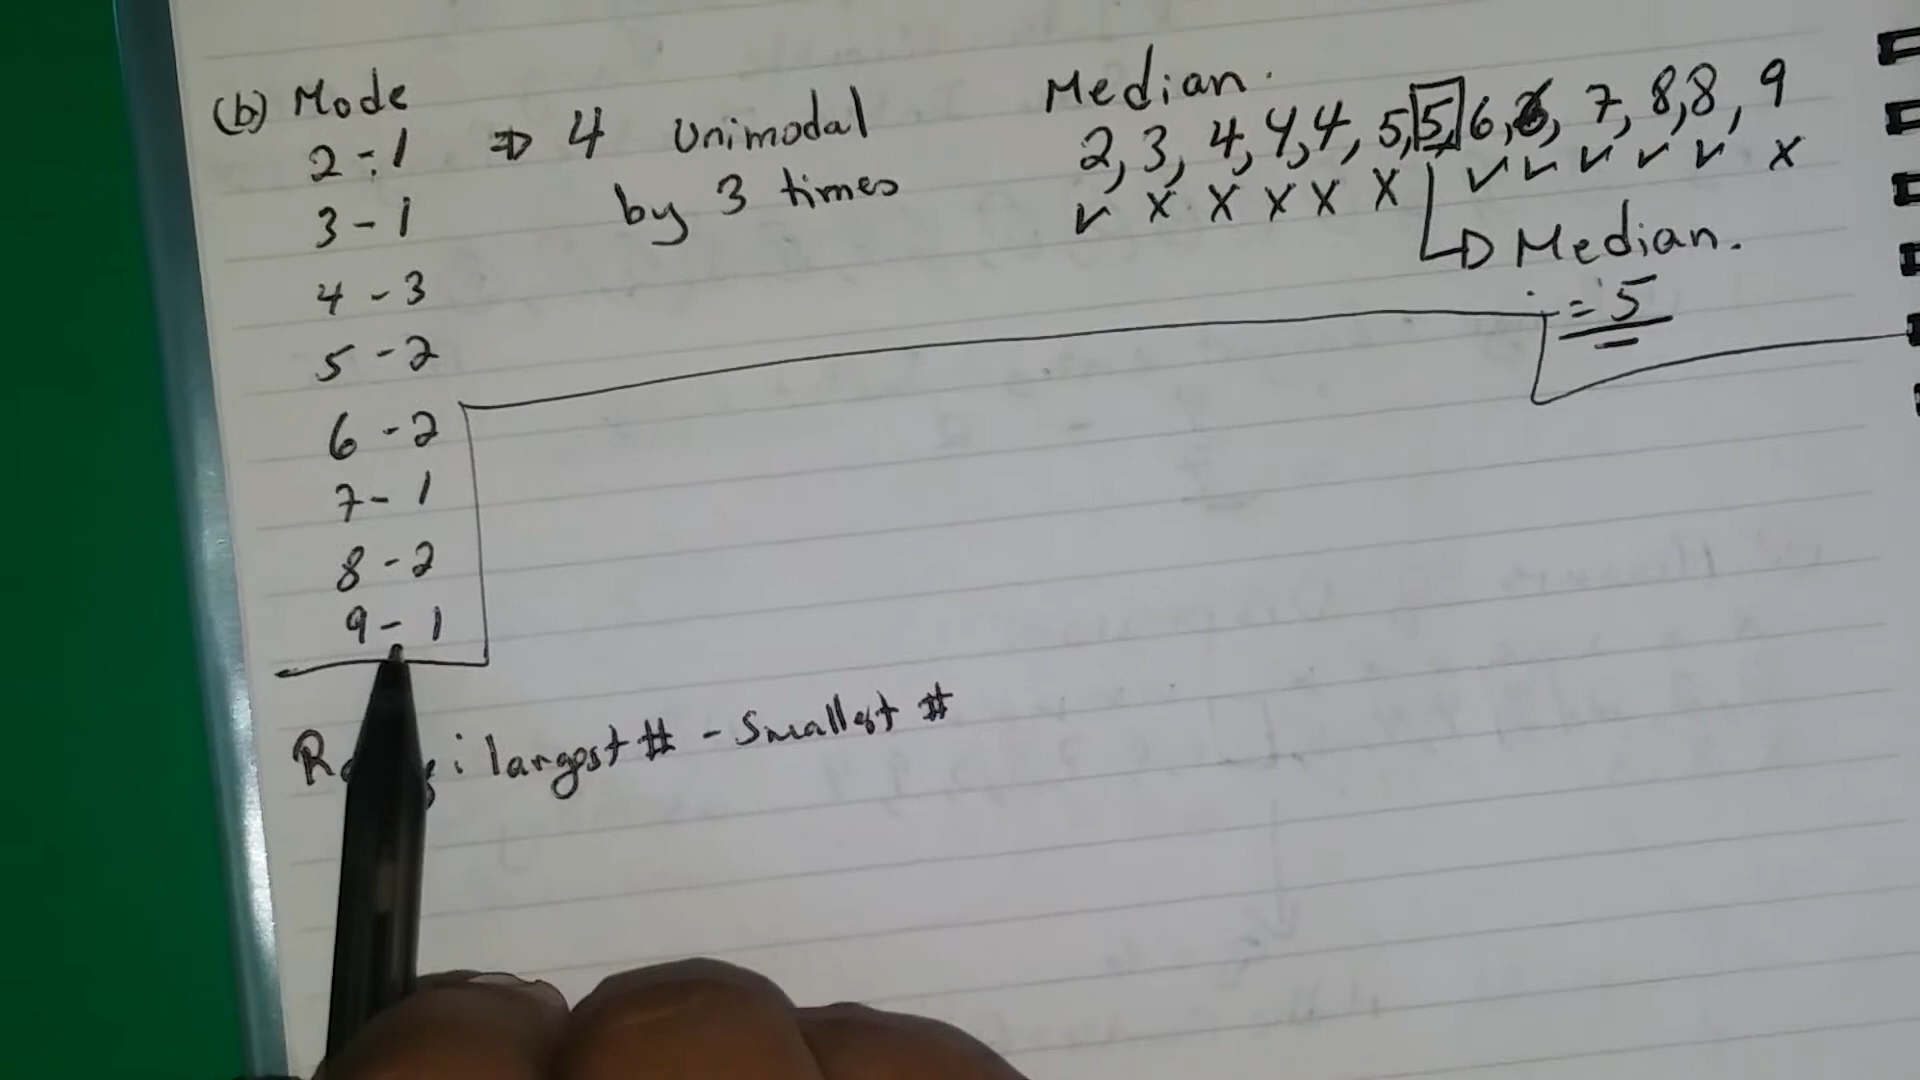 (b) Mode
2:1 ⇒ 4 Unimodal
3-1 by 3 times
4-3
5-2
6-2
7-1
8-2
9-1
Median.
2,3,4,4,4,5,5,6,6,7,8,8,9
✓ x x x x x ✓ ✓ ✓ ✓ ✓ x
Median.
= 5
: largest # - Smallest #